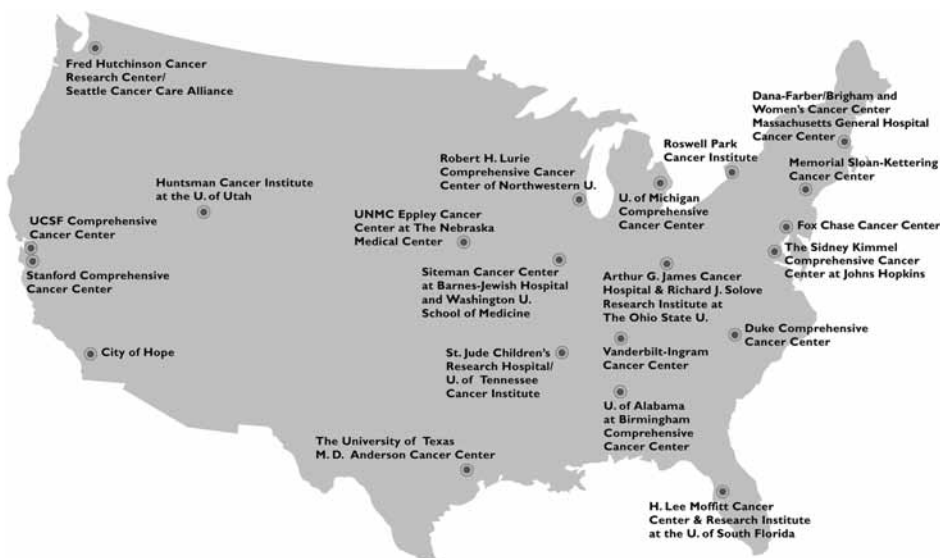 Fred Hutchinson Cancer
Research Center/
Seattle Cancer Care Alliance
Dana-Farber/Brigham and
Women's Cancer Center
Massachusetts General Hospital
Cancer Center
Roswell Park
Cancer Institute
Robert H. Lurie
Comprehensive Cancer
Center of Northwestern U.
Memorial Sloan-Kettering
Cancer Center
Huntsman Cancer Institute
at the U. of Utah
U. of Michigan
Comprehensive
Cancer Center
UCSF Comprehensive
Cancer Center
UNMC Eppley Cancer
Center at The Nebraska
Medical Center
Fox Chase Cancer Center
The Sidney Kimmel
Comprehensive Cancer
Center at Johns Hopkins
Stanford Comprehensive
Cancer Center
Siteman Cancer Center
at Barnes-Jewish Hospital
and Washington U.
School of Medicine
Arthur G. James Cancer
Hospital & Richard J. Solove
Research Institute at
The Ohio State U.
Duke Comprehensive
Cancer Center
City of Hope
St. Jude Children's
Research Hospital/
U. of Tennessee
Cancer Institute
Vanderbilt-Ingram
Cancer Center
U. of Alabama
at Birmingham
Comprehensive
Cancer Center
The University of Texas
M. D. Anderson Cancer Center
H. Lee Moffitt Cancer
Center & Research Institute
at the U. of South Florida